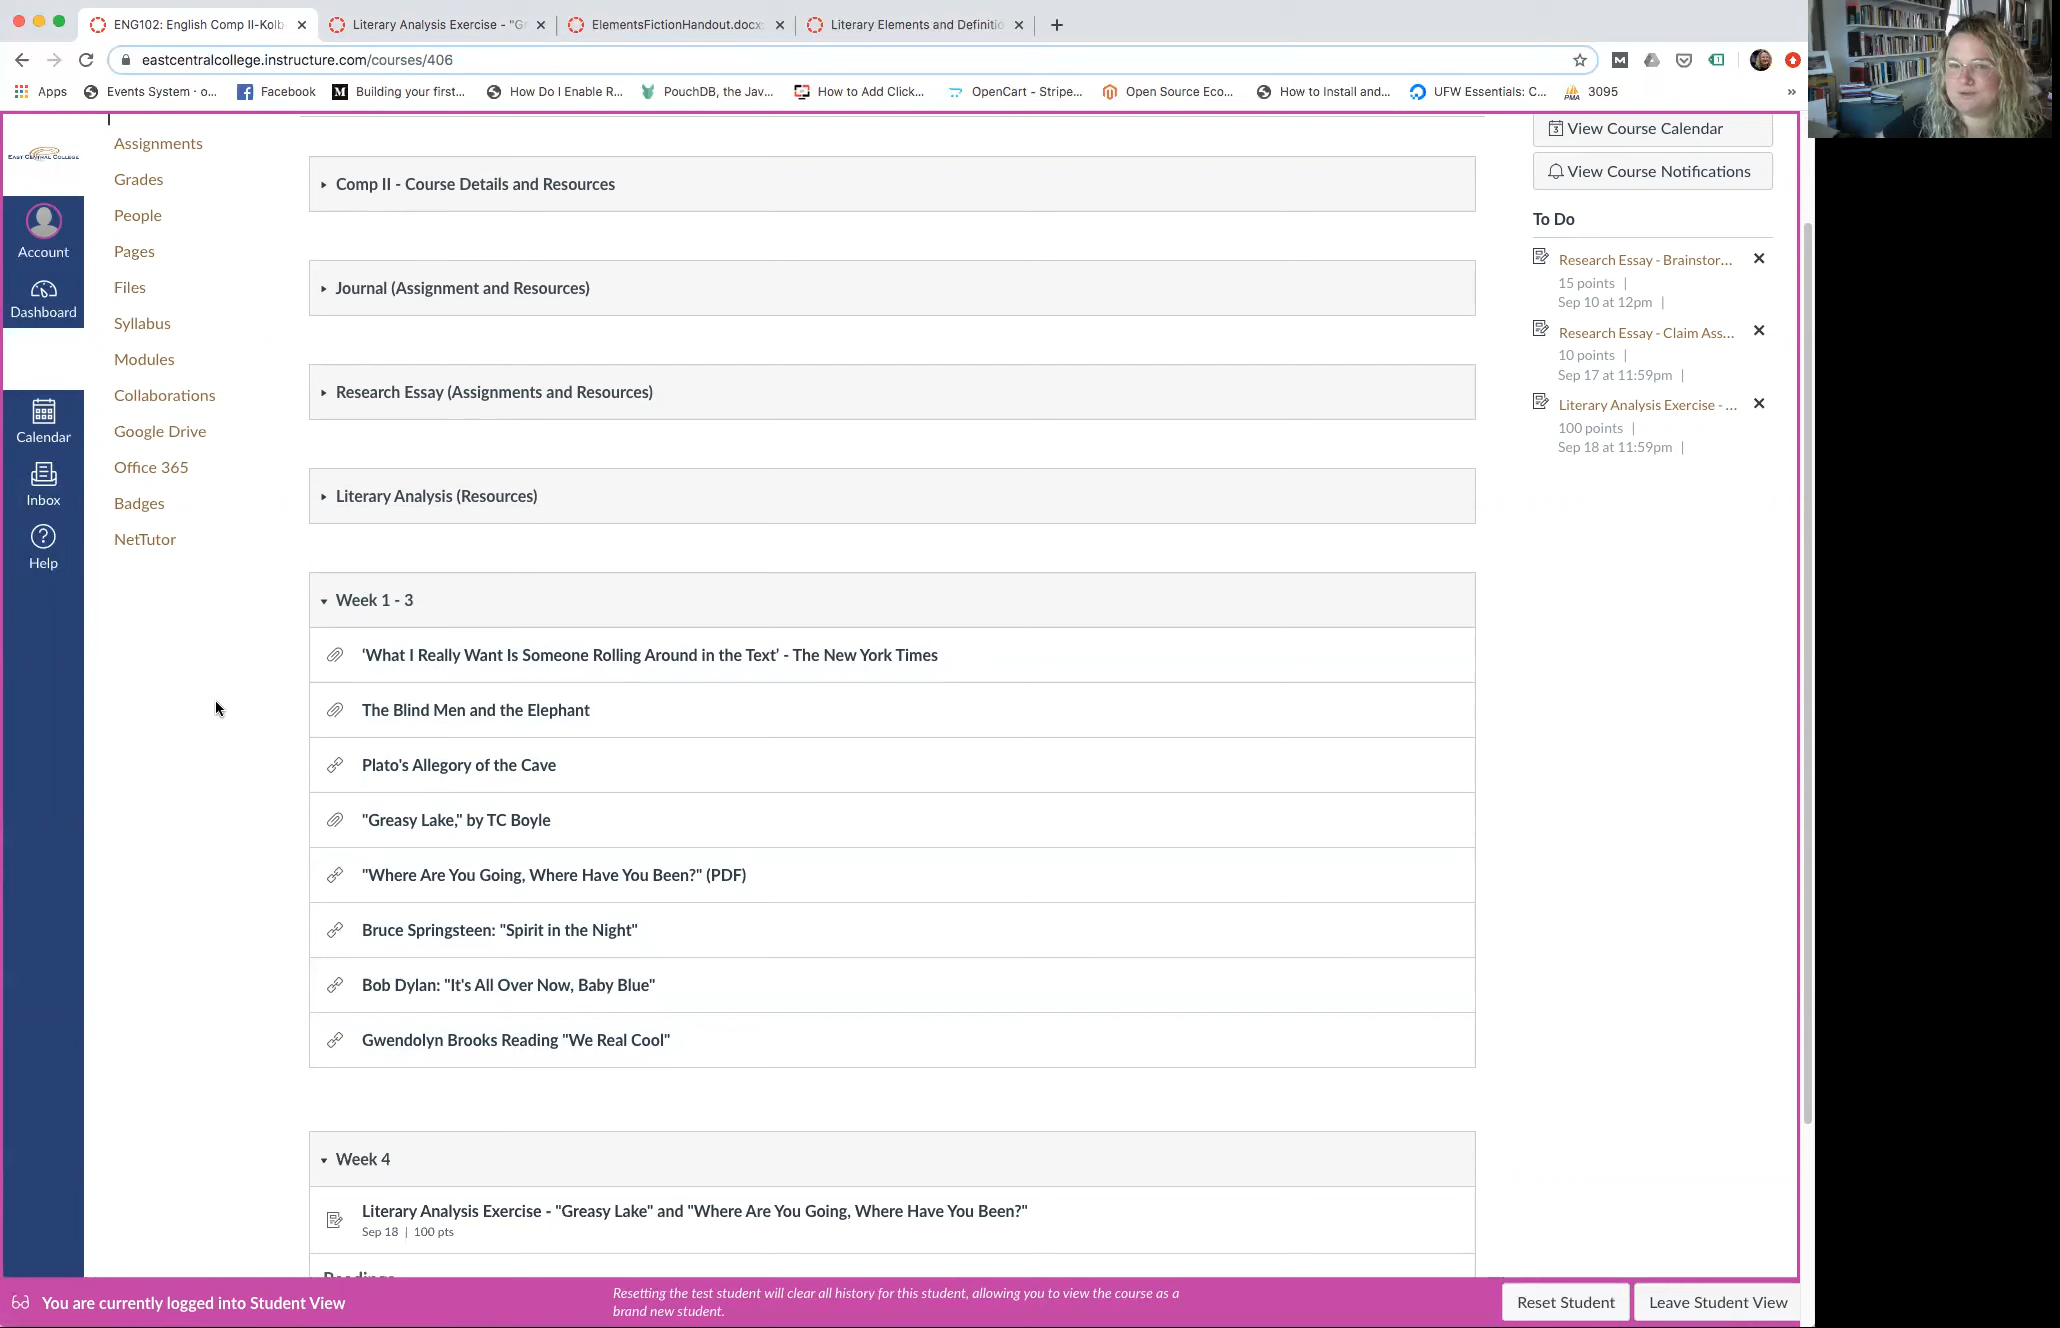 ENG102: English Comp II-Kolb
Literary Analysis Exercise - "Gr
ElementsFictionHandout.docx
Literary Elements and Definitio
eastcentralcollege.instructure.com/courses/406
Apps
Events System · o...
Facebook
Building your first...
How Do I Enable R...
PouchDB, the Jav...
How to Add Click...
OpenCart - Stripe...
Open Source Eco...
How to Install and...
UFW Essentials: C...
3095
EAST CENTRAL COLLEGE
Account
Dashboard
Calendar
Inbox
Help
Assignments
Grades
People
Pages
Files
Syllabus
Modules
Collaborations
Google Drive
Office 365
Badges
NetTutor
Comp II - Course Details and Resources
Journal (Assignment and Resources)
Research Essay (Assignments and Resources)
Literary Analysis (Resources)
Week 1 - 3
‘What I Really Want Is Someone Rolling Around in the Text’ - The New York Times
The Blind Men and the Elephant
Plato's Allegory of the Cave
"Greasy Lake," by TC Boyle
"Where Are You Going, Where Have You Been?" (PDF)
Bruce Springsteen: "Spirit in the Night"
Bob Dylan: "It's All Over Now, Baby Blue"
Gwendolyn Brooks Reading "We Real Cool"
Week 4
Literary Analysis Exercise - "Greasy Lake" and "Where Are You Going, Where Have You Been?"
Sep 18 | 100 pts
View Course Calendar
View Course Notifications
To Do
Research Essay - Brainstor...
15 points |
Sep 10 at 12pm |
Research Essay - Claim Ass...
10 points |
Sep 17 at 11:59pm |
Literary Analysis Exercise - ...
100 points |
Sep 18 at 11:59pm |
You are currently logged into Student View
Resetting the test student will clear all history for this student, allowing you to view the course as a
brand new student.
Reset Student
Leave Student View